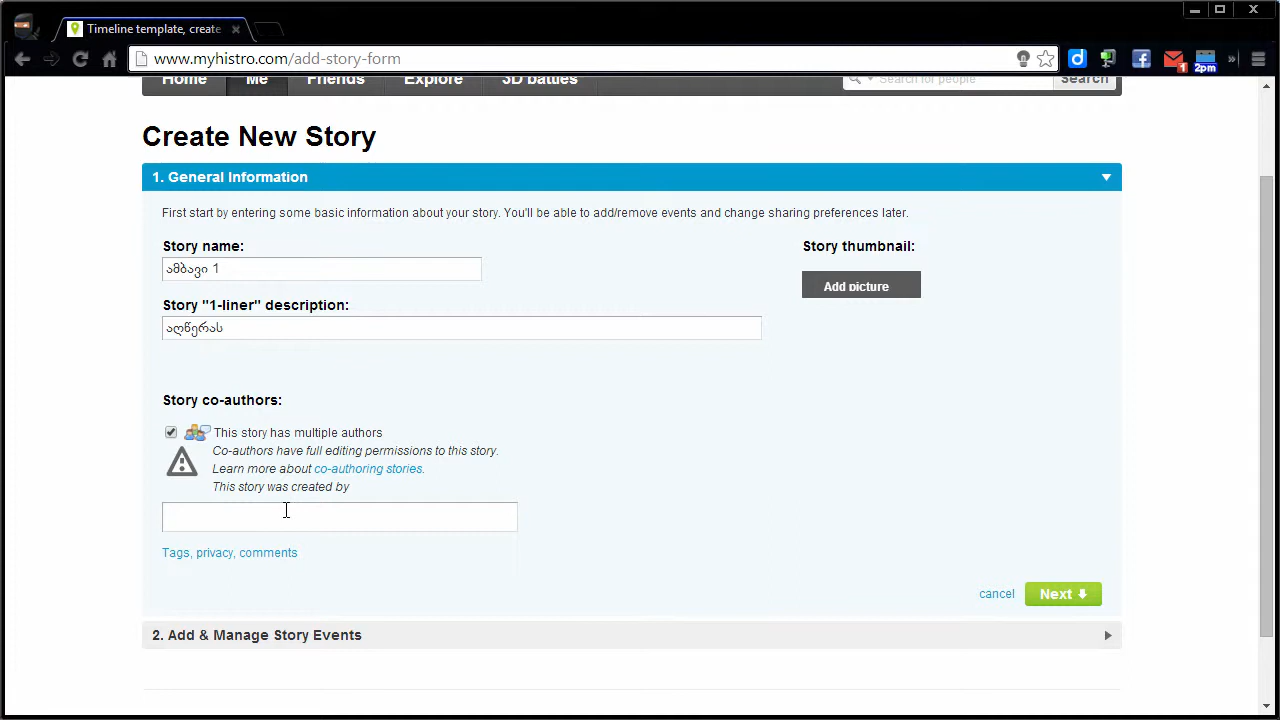 Timeline template, create
www.myhistro.com/add-story-form
1
2pm
Home Me Friends Explore 3D battles Search for people Search
Create New Story
1. General Information
First start by entering some basic information about your story. You'll be able to add/remove events and change sharing preferences later.
Story name:
Story thumbnail:
ამბავი 1
Add picture
Story "1-liner" description:
აღწერას
Story co-authors:
This story has multiple authors
Co-authors have full editing permissions to this story.
Learn more about co-authoring stories.
This story was created by
Tags, privacy, comments
cancel Next
2. Add & Manage Story Events